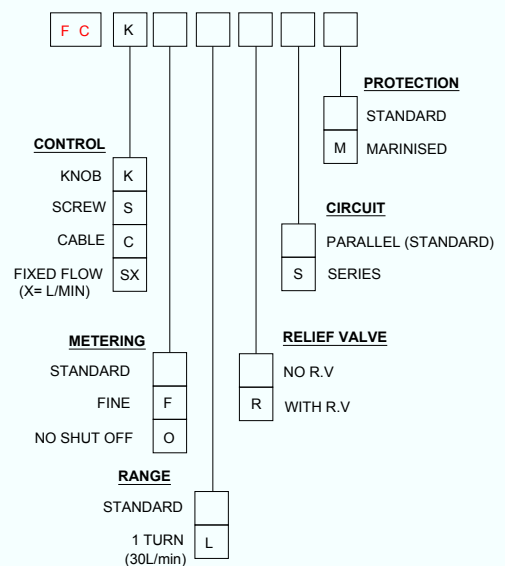 F C K
PROTECTION
STANDARD
M MARINISED
CONTROL
KNOB K
SCREW S
CABLE C
FIXED FLOW SX
(X= L/MIN)
CIRCUIT
PARALLEL (STANDARD)
S SERIES
METERING
STANDARD
FINE F
NO SHUT OFF O
RELIEF VALVE
NO R.V
R WITH R.V
RANGE
STANDARD
1 TURN L
(30L/min)